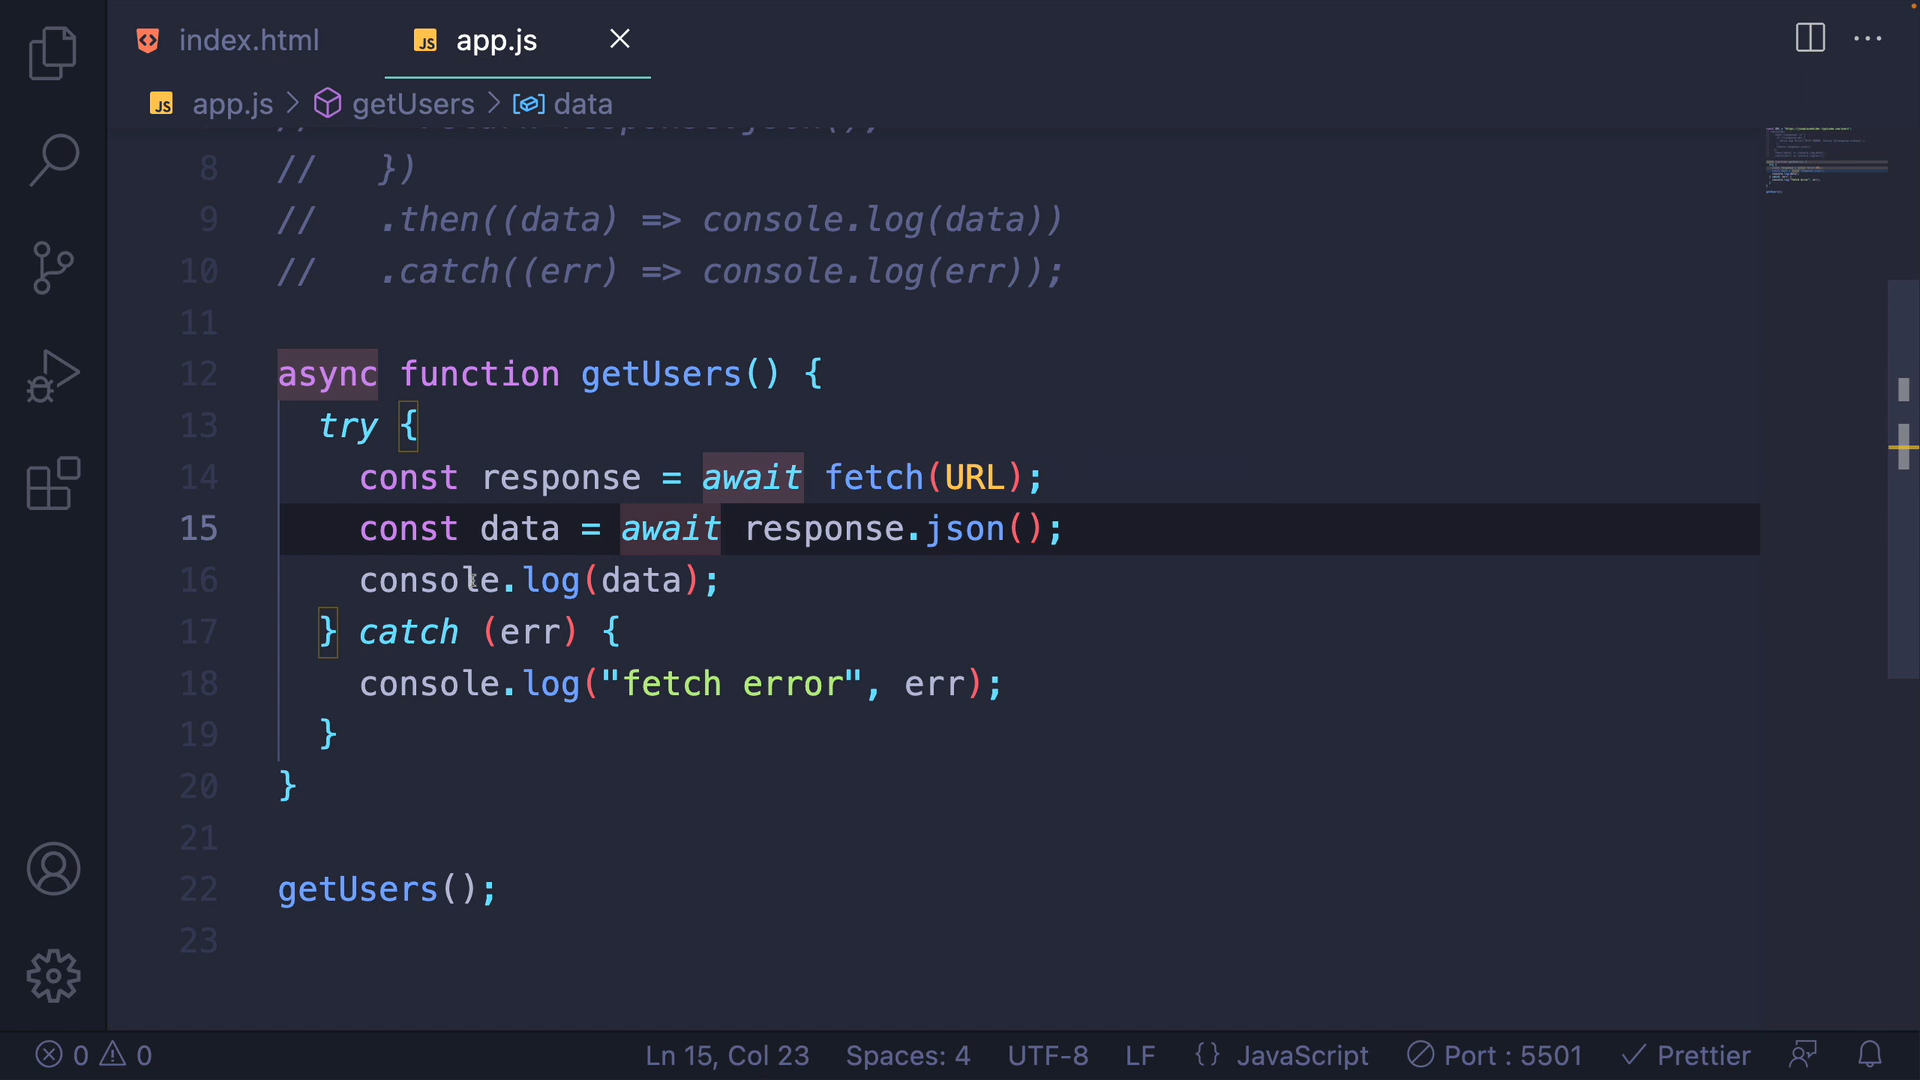 index.html
JS app.js
JS app.js > getUsers > data
8 // })
9 // .then((data) => console.log(data))
10 // .catch((err) => console.log(err));
11
12 async function getUsers() {
13 try {
14 const response = await fetch(URL);
15 const data = await response.json();
16 console.log(data);
17 } catch (err) {
18 console.log("fetch error", err);
19 }
20 }
21
22 getUsers();
23
0 0 Ln 15, Col 23 Spaces: 4 UTF-8 LF {} JavaScript Port : 5501 Prettier